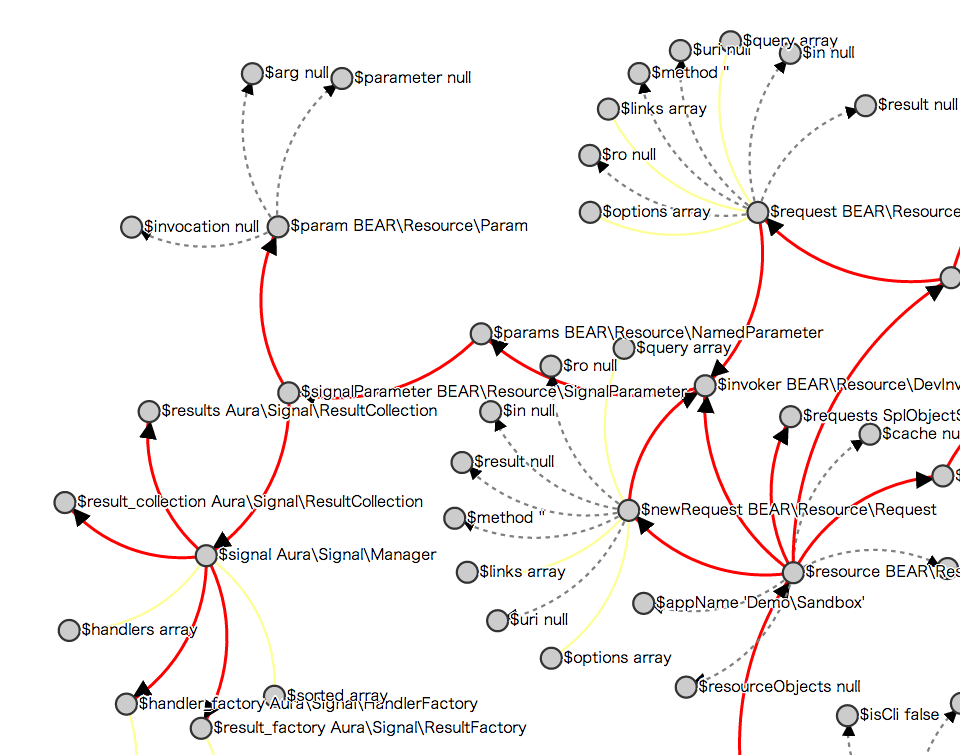 $query array
$uri null
$in null
$arg null
$parameter null
$method ''
$result null
$links array
$ro null
$options array
$request BEAR\Resource
$invocation null
$param BEAR\Resource\Param
$params BEAR\Resource\NamedParameter
$query array
$ro null
$invoker BEAR\Resource\DevInv
$signalParameter BEAR\Resource\SignalParameter
$results Aura\Signal\ResultCollection
$in null
$requests SplObjectS
$cache nu
$result null
$
$result_collection Aura\Signal\ResultCollection
$newRequest BEAR\Resource\Request
$method ''
$signal Aura\Signal\Manager
$links array
$resource BEAR\Res
$appName 'Demo\Sandbox'
$uri null
$handlers array
$options array
$resourceObjects null
$sorted array
$handler_factory Aura\Signal\HandlerFactory
$isCli false
$result_factory Aura\Signal\ResultFactory